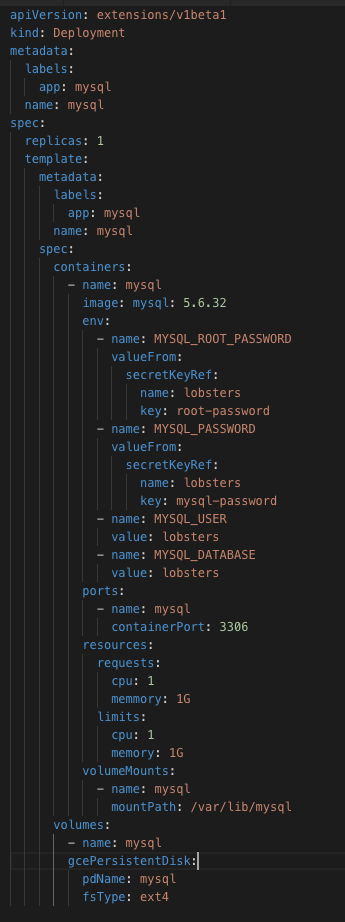 apiVersion: extensions/v1beta1
kind: Deployment
metadata:
  labels:
    app: mysql
  name: mysql
spec:
  replicas: 1
  template:
    metadata:
      labels:
        app: mysql
      name: mysql
    spec:
      containers:
        - name: mysql
          image: mysql: 5.6.32
          env:
            - name: MYSQL_ROOT_PASSWORD
              valueFrom:
                secretKeyRef:
                  name: lobsters
                  key: root-password
            - name: MYSQL_PASSWORD
              valueFrom:
                secretKeyRef:
                  name: lobsters
                  key: mysql-password
            - name: MYSQL_USER
              value: lobsters
            - name: MYSQL_DATABASE
              value: lobsters
          ports:
            - name: mysql
              containerPort: 3306
          resources:
            requests:
              cpu: 1
              memmory: 1G
            limits:
              cpu: 1
              memory: 1G
          volumeMounts:
            - name: mysql
              mountPath: /var/lib/mysql
      volumes:
        - name: mysql
        gcePersistentDisk:
          pdName: mysql
          fsType: ext4